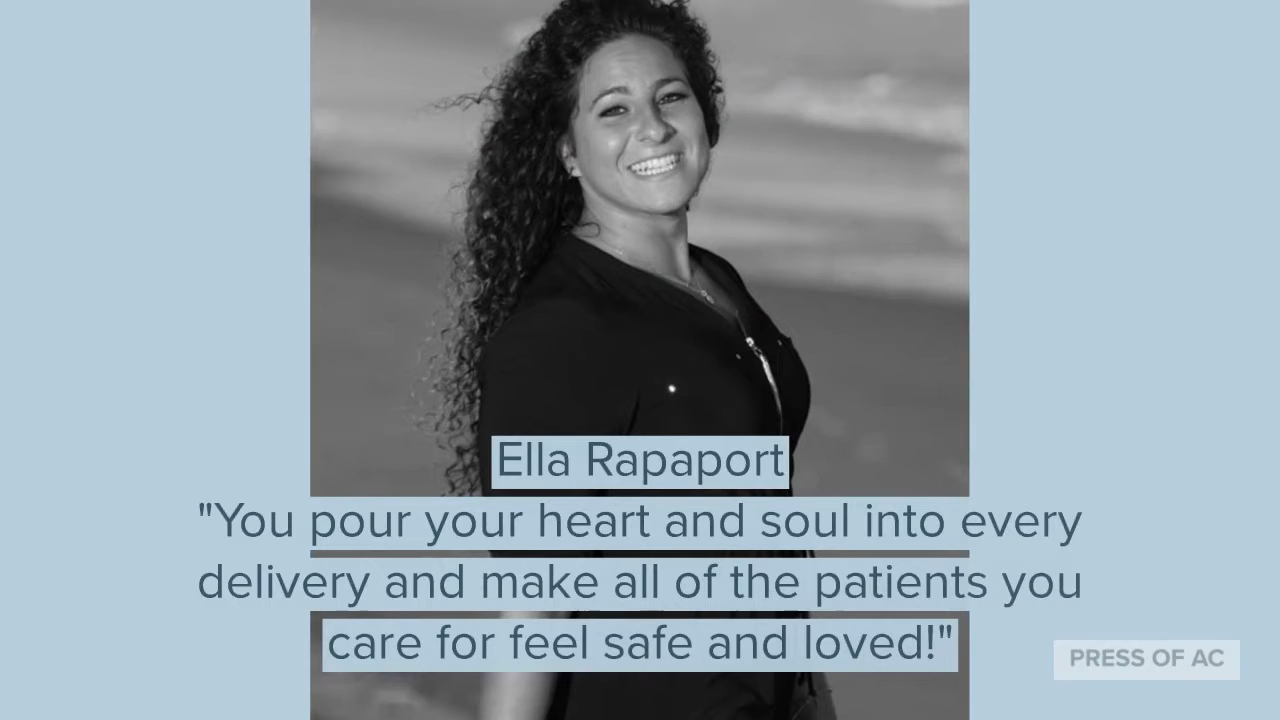 Ella Rapaport
"You pour your heart and soul into every
delivery and make all of the patients you
care for feel safe and loved!"
PRESS OF AC